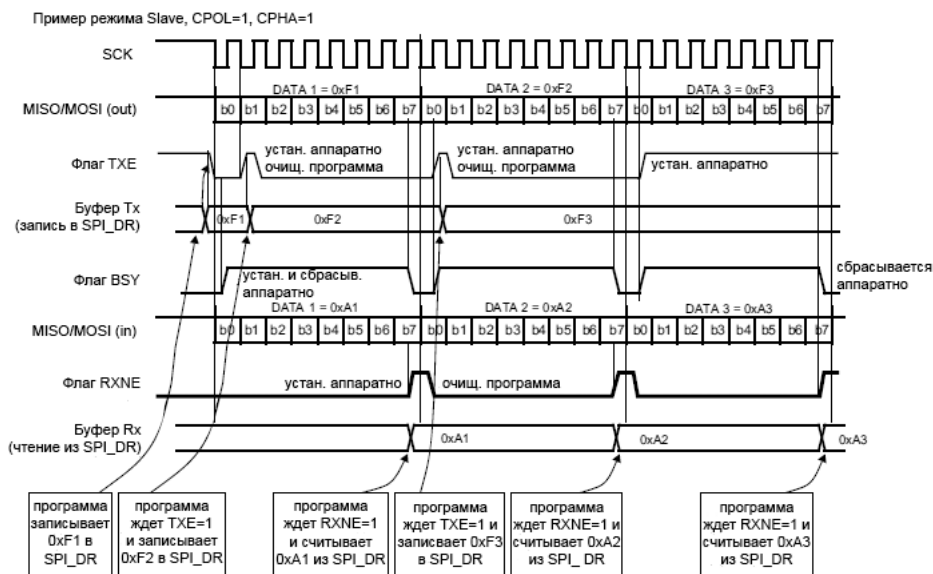 Пример режима Slave, CPOL=1, CPHA=1
SCK
DATA 1 = 0xF1 DATA 2 = 0xF2 DATA 3 = 0xF3
MISO/MOSI (out) b0 b1 b2 b3 b4 b5 b6 b7 b0 b1 b2 b3 b4 b5 b6 b7 b0 b1 b2 b3 b4 b5 b6 b7
Флаг TXE
устан. аппаратно
очищ. программа
устан. аппаратно
очищ. программа
устан. аппаратно
Буфер Tx
(запись в SPI_DR)
0xF1 0xF2 0xF3
Флаг BSY
устан. и сбрасыв.
аппаратно
сбрасывается
аппаратно
DATA 1 = 0xA1 DATA 2 = 0xA2 DATA 3 = 0xA3
MISO/MOSI (in) b0 b1 b2 b3 b4 b5 b6 b7 b0 b1 b2 b3 b4 b5 b6 b7 b0 b1 b2 b3 b4 b5 b6 b7
Флаг RXNE устан. аппаратно очищ. программа
Буфер Rx
(чтение из SPI_DR)
0xA1 0xA2 0xA3
программа
записывает
0xF1 в
SPI_DR
программа
ждет TXE=1
и записывает
0xF2 в SPI_DR
программа
ждет RXNE=1
и считывает
0xA1 из SPI_DR
программа
ждет TXE=1 и
записвает 0xF3
в SPI_DR
программа
ждет RXNE=1 и
считывает 0xA2
из SPI_ DR
программа
ждет RXNE=1 и
считывает 0xA3
из SPI_DR